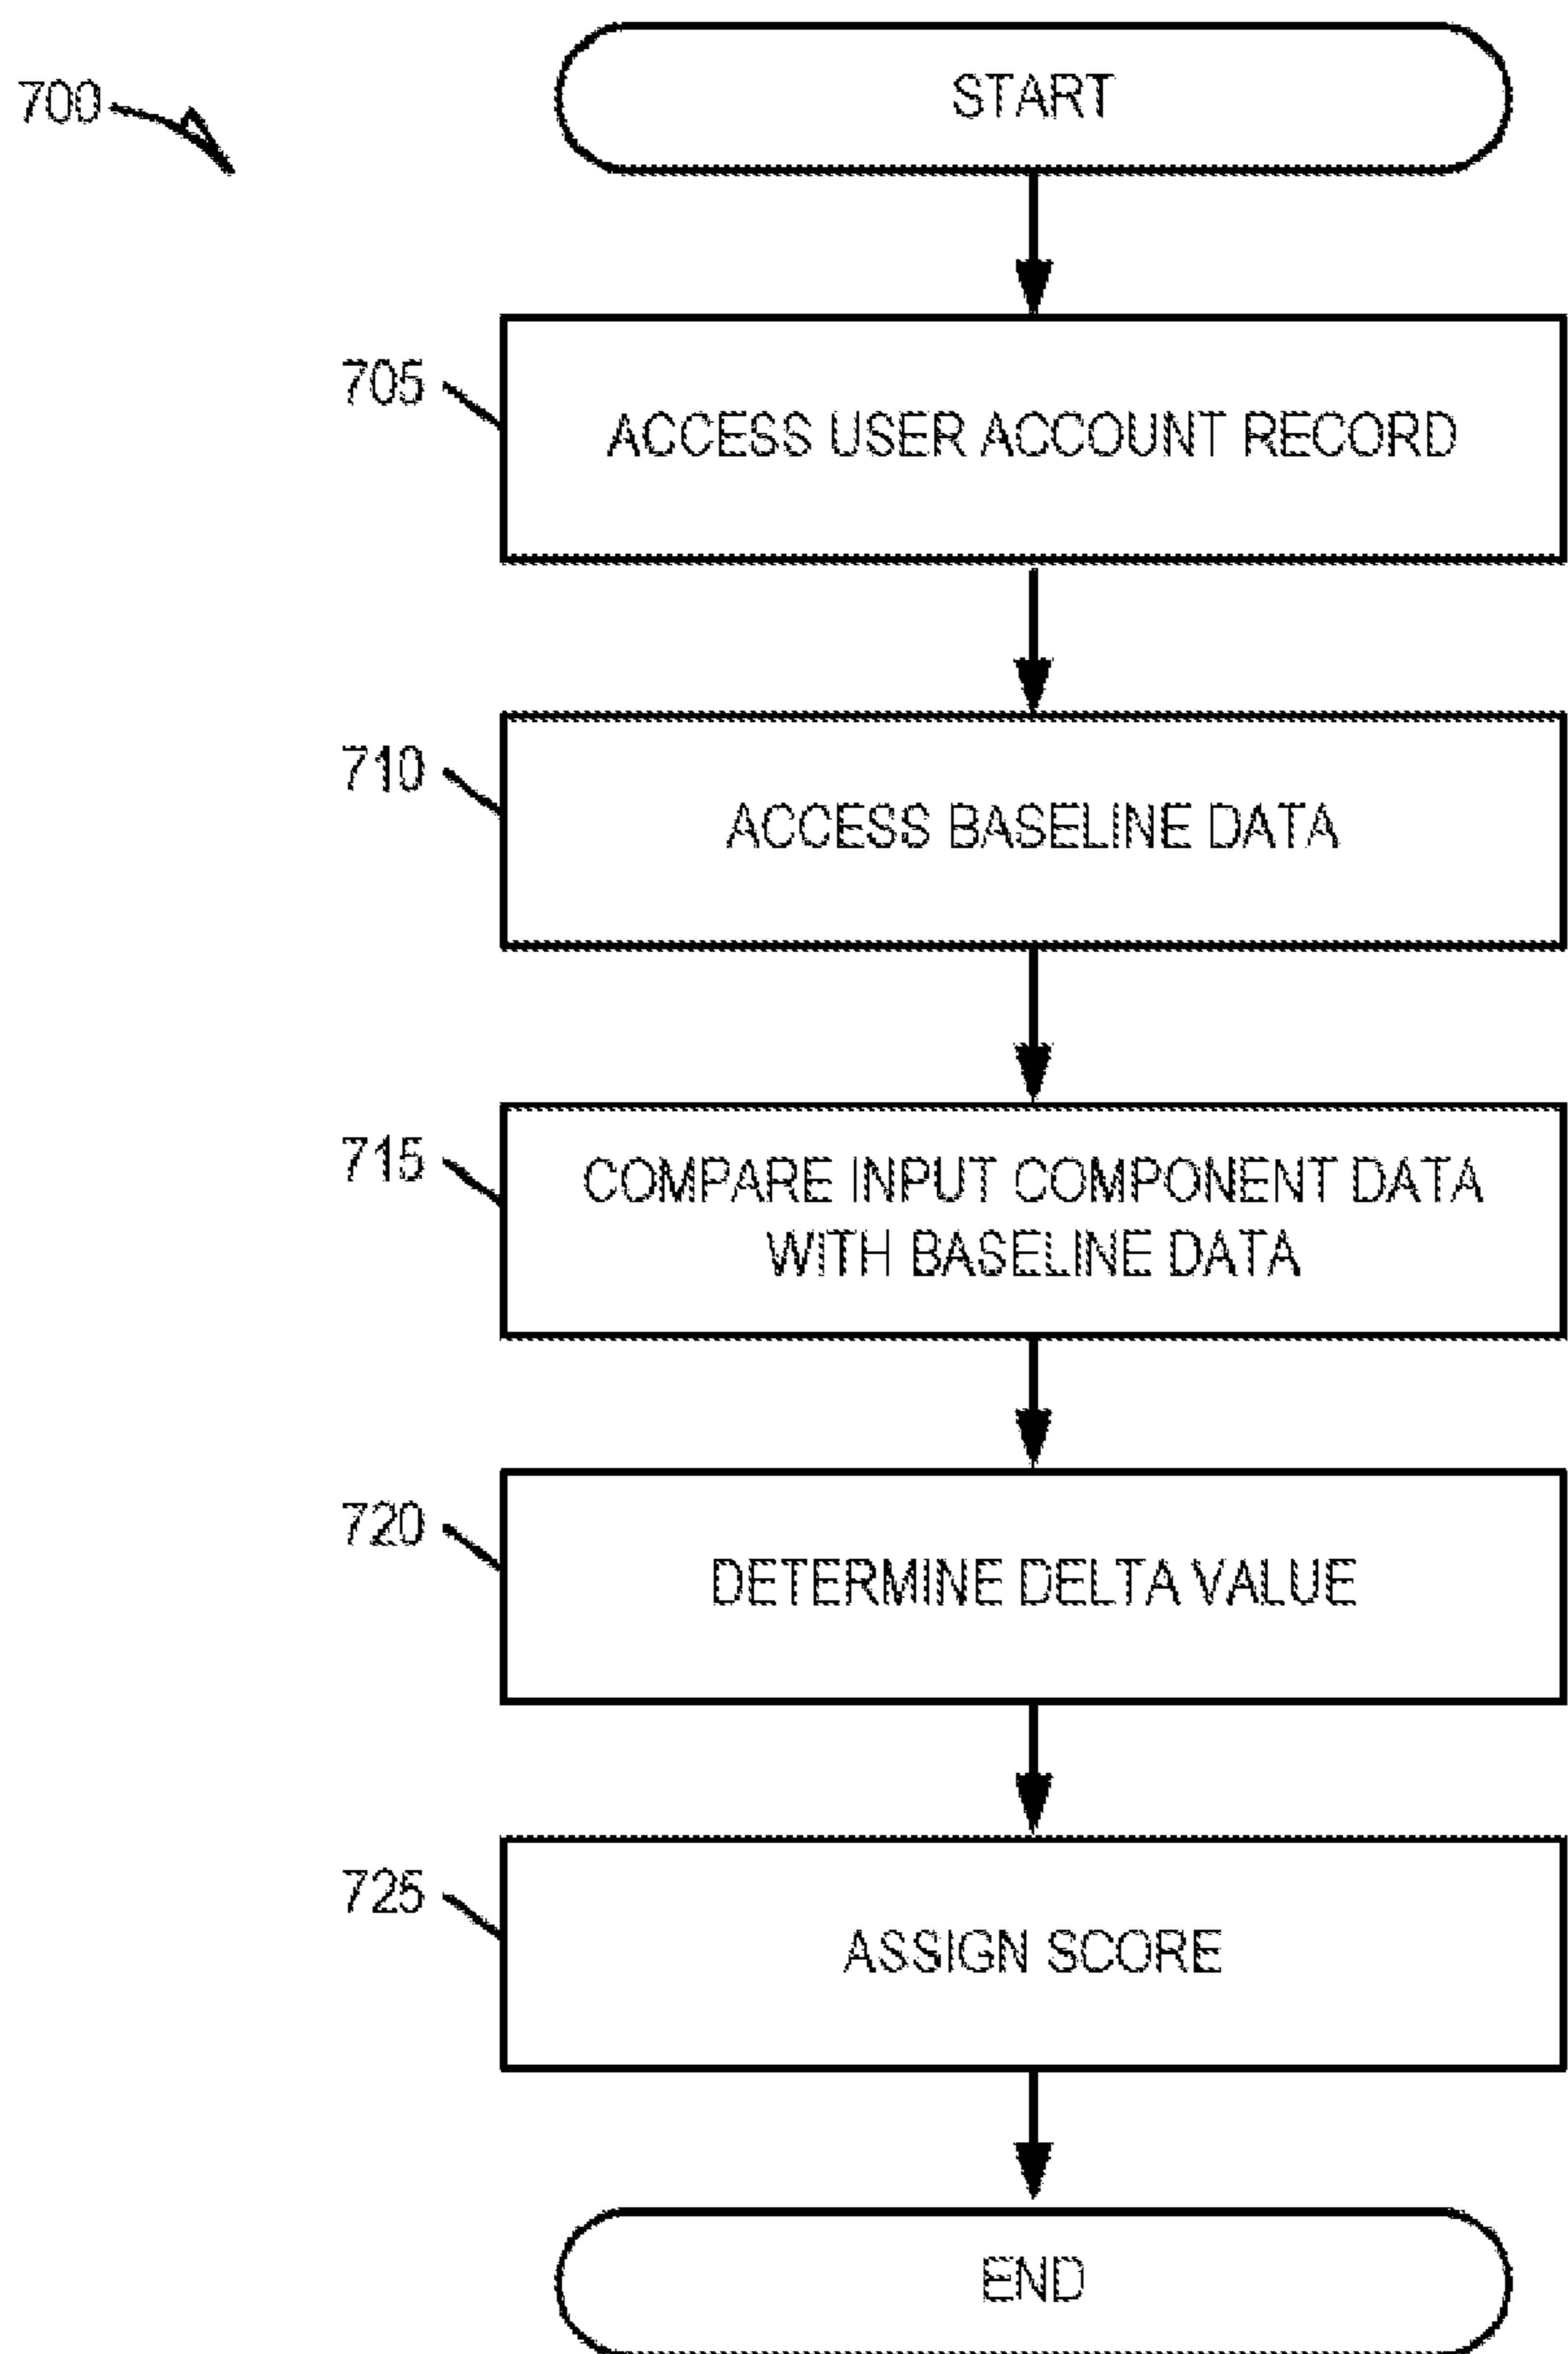 700
START
705
ACCESS USER ACCOUNT RECORD
710
ACCESS BASELINE DATA
715
COMPARE INPUT COMPONENT DATA
WITH BASELINE DATA
720
DETERMINE DELTA VALUE
725
ASSIGN SCORE
END